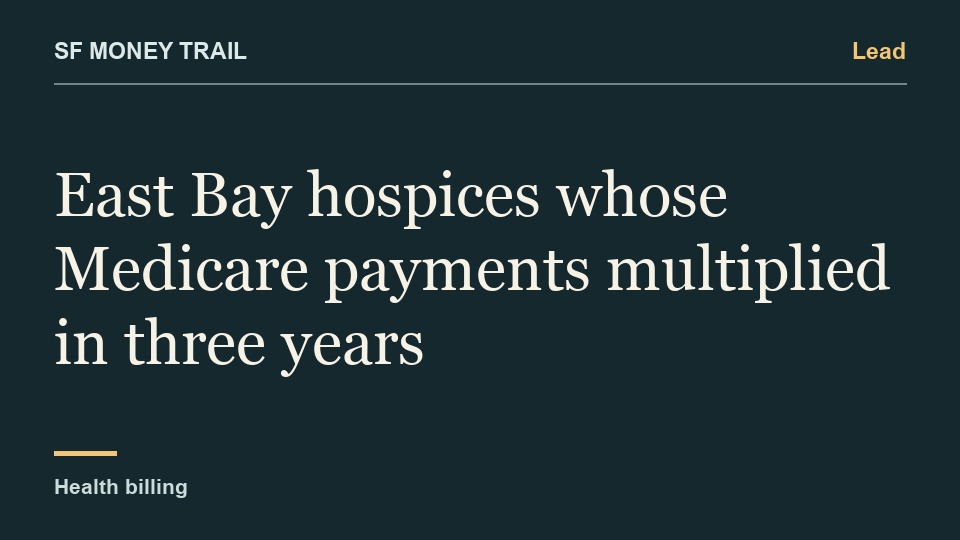 SF MONEY TRAIL
Lead
East Bay hospices whose
Medicare payments multiplied
in three years
Health billing